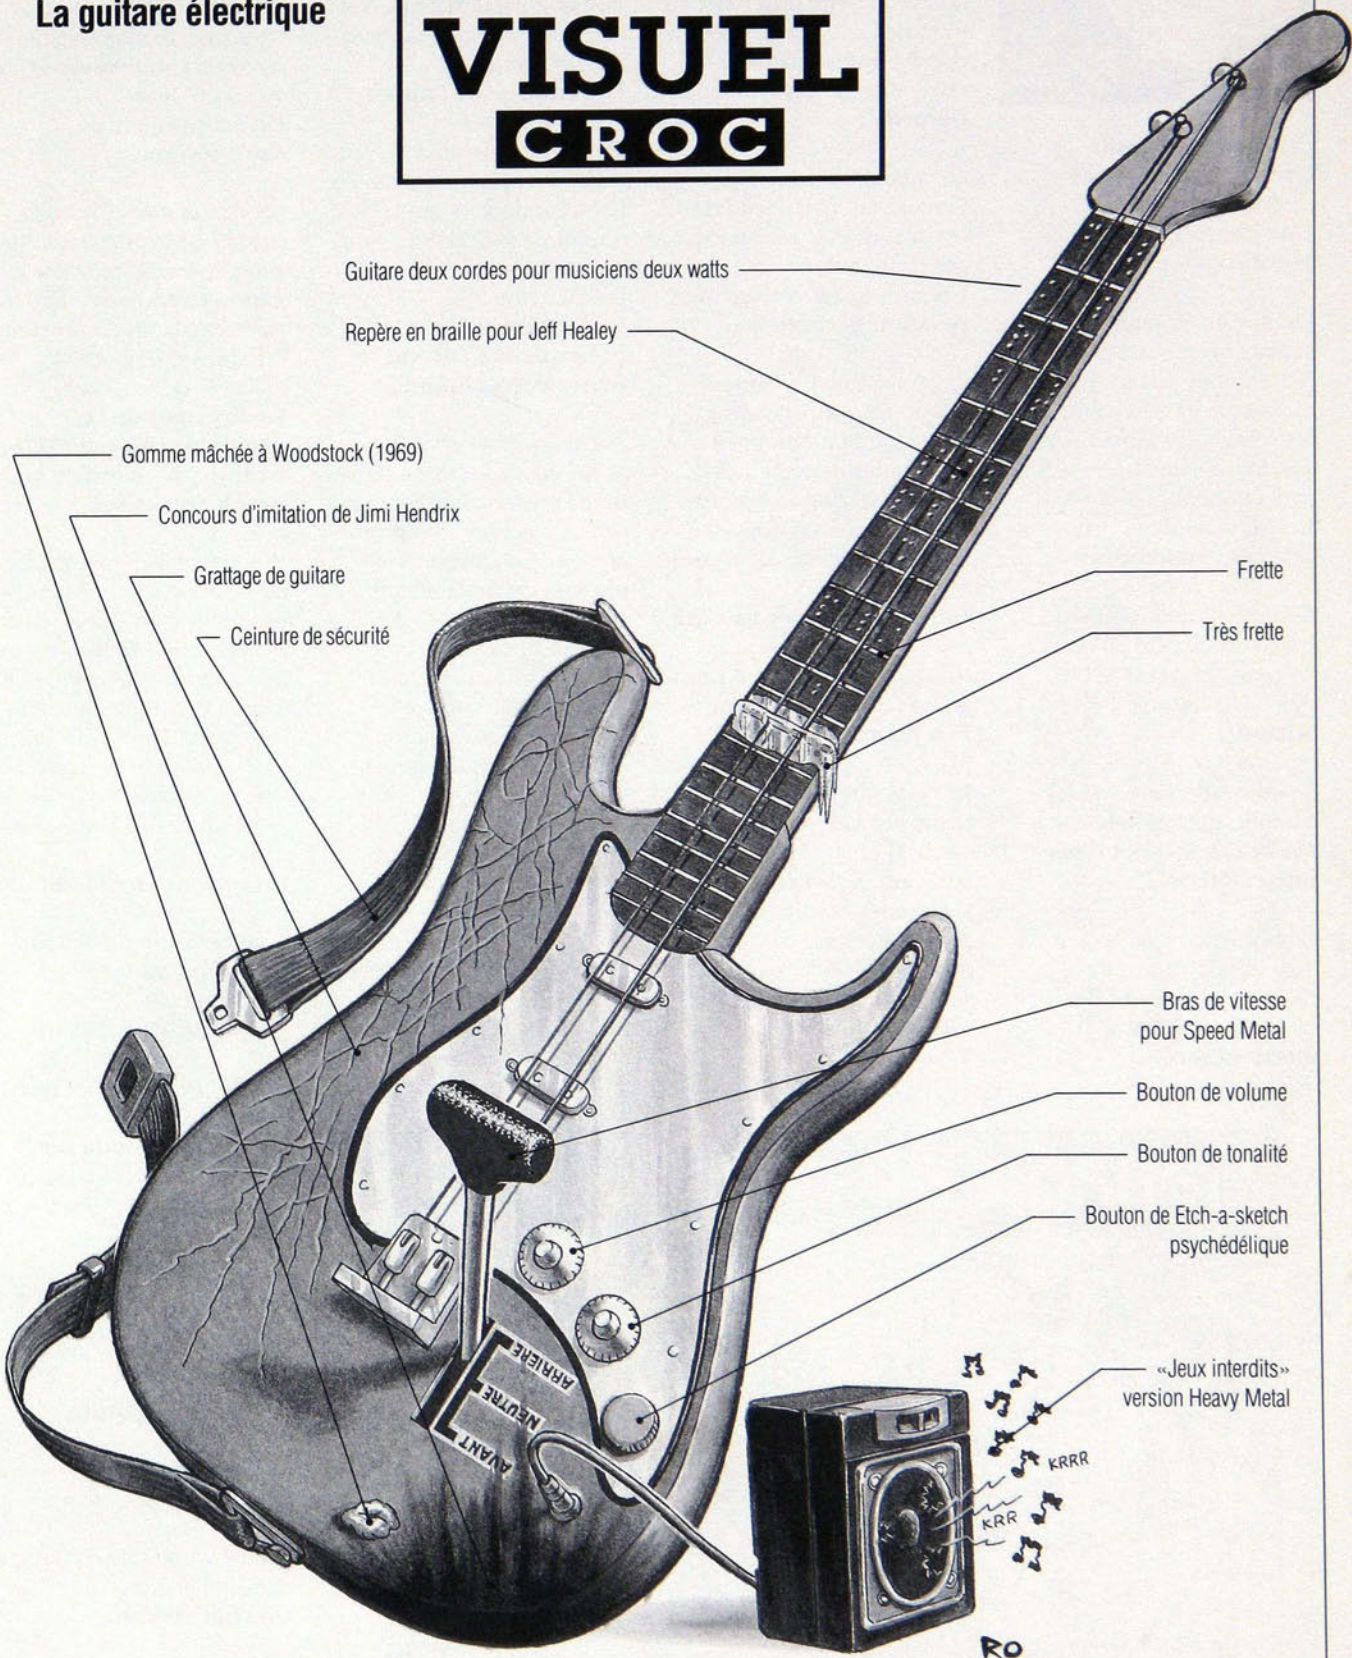 La guitare électrique
VISUEL
CROC
Guitare deux cordes pour musiciens deux watts
Repère en braille pour Jeff Healey
Gomme mâchée à Woodstock (1969)
Concours d'imitation de Jimi Hendrix
Grattage de guitare
Ceinture de sécurité
Frette
Très frette
Bras de vitesse
pour Speed Metal
Bouton de volume
Bouton de tonalité
Bouton de Etch-a-sketch
psychédélique
«Jeux interdits»
version Heavy Metal
ARRIÈRE
NEUTRE
AVANT
KRRR
KRR
RO